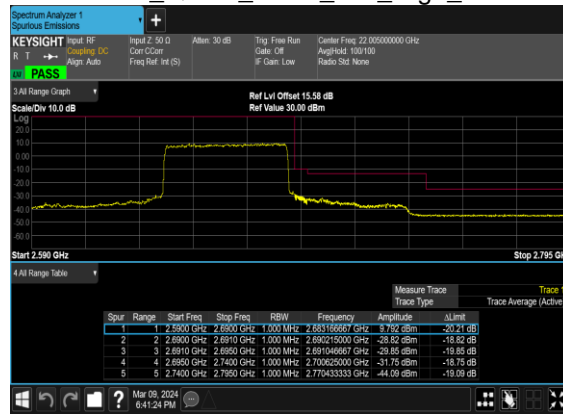 Spectrum Analyzer 1
Spurious Emissions
KEYSIGHT Input: RF Input Z: 50 Ω Atten: 30 dB Trig: Free Run Center Freq: 22.005000000 GHz
R T Coupling: DC Corr CCorr Gate: Off Avg|Hold: 100/100
Align: Auto Freq Ref: Int (S) IF Gain: Low Radio Std: None
PASS
3 All Range Graph
Ref Lvl Offset 15.58 dB
Scale/Div 10.0 dB Ref Value 30.00 dBm
Log
20.0
10.0
0.00
-10.0
-20.0
-30.0
-40.0
-50.0
-60.0
Start 2.590 GHz Stop 2.795 G
4 All Range Table
Measure Trace Trace 1
Trace Type Trace Average (Active
Spur Range Start Freq Stop Freq RBW Frequency Amplitude ΔLimit
1 1 2.5900 GHz 2.6900 GHz 1.000 MHz 2.683166667 GHz 9.792 dBm -20.21 dB
2 2 2.6900 GHz 2.6910 GHz 1.000 MHz 2.690215000 GHz -28.82 dBm -18.82 dB
3 3 2.6910 GHz 2.6950 GHz 1.000 MHz 2.691046667 GHz -29.85 dBm -19.85 dB
4 4 2.6950 GHz 2.7400 GHz 1.000 MHz 2.700625000 GHz -31.75 dBm -18.75 dB
5 5 2.7400 GHz 2.7950 GHz 1.000 MHz 2.770433333 GHz -44.09 dBm -19.09 dB
Mar 09, 2024
6:41:24 PM